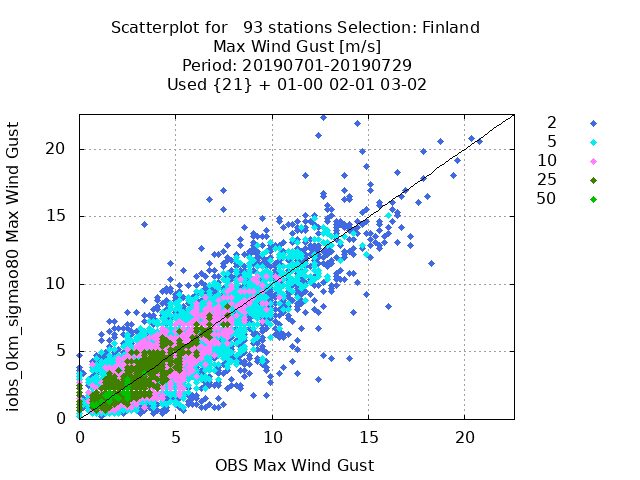 Scatterplot for 93 stations Selection: Finland
Max Wind Gust [m/s]
Period: 20190701-20190729
Used {21} + 01-00 02-01 03-02
iobs_0km_sigmao80 Max Wind Gust
20
15
10
5
0
0 5 10 15 20
OBS Max Wind Gust
2
5
10
25
50